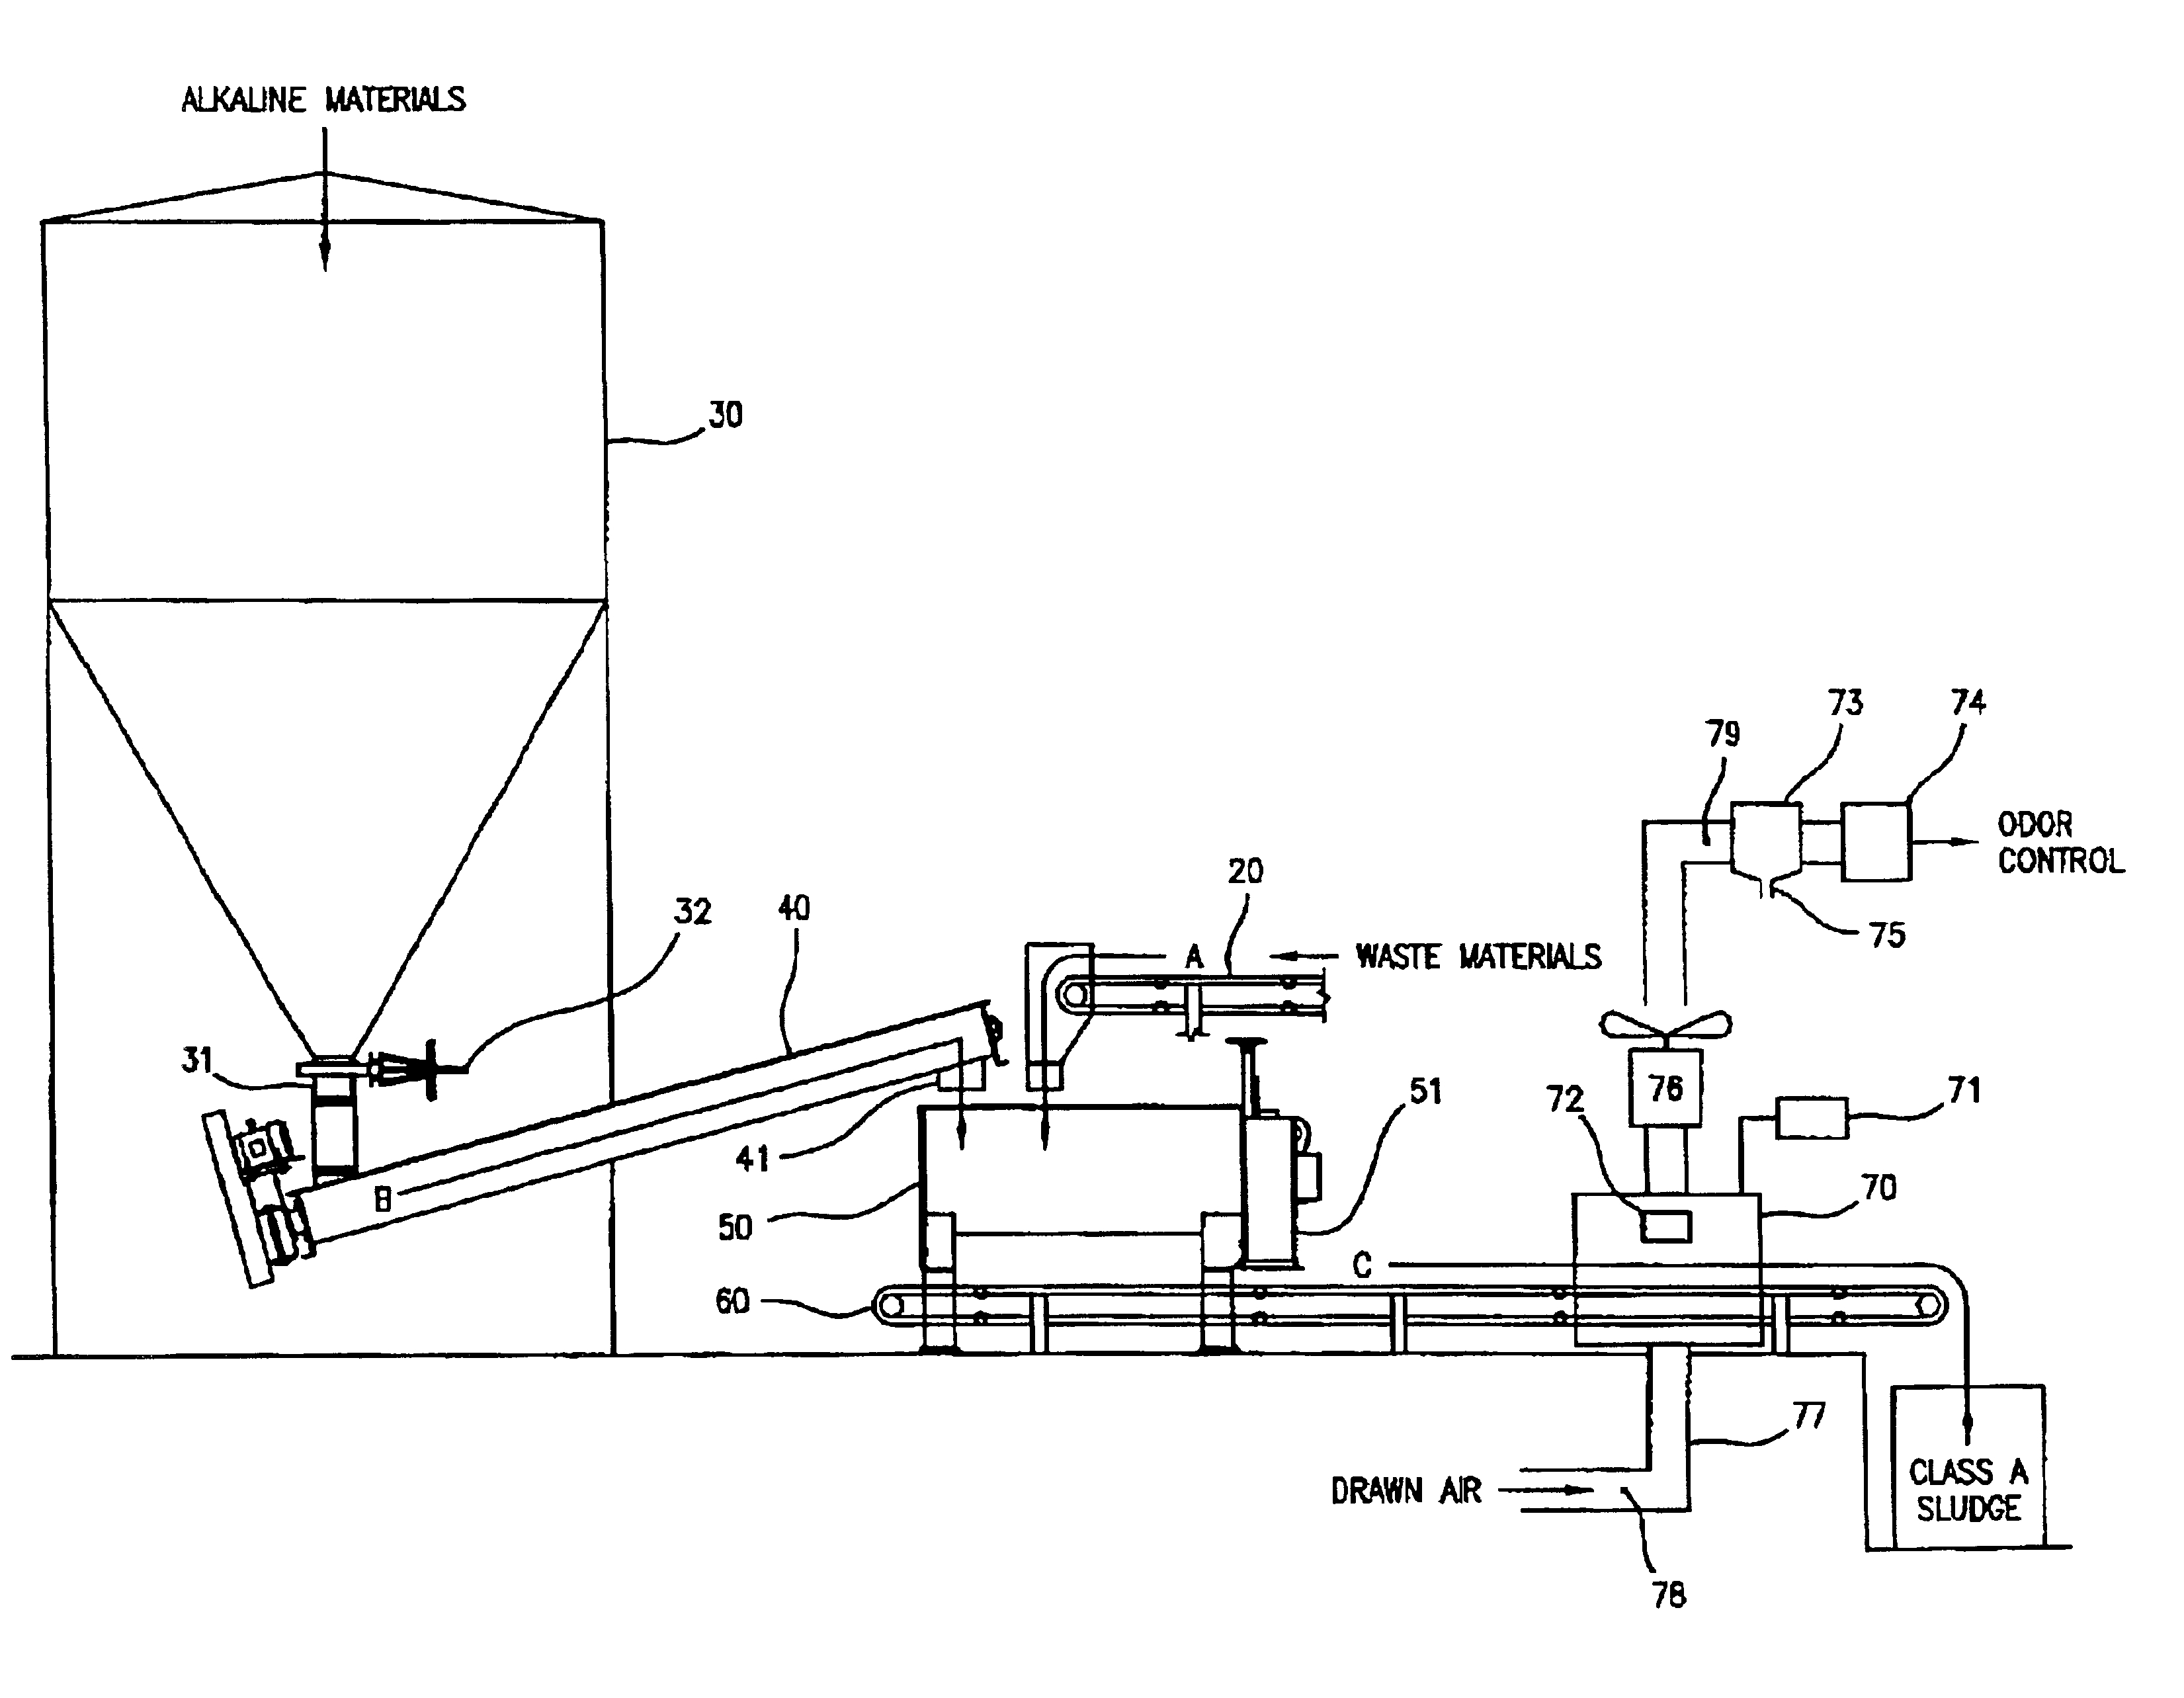 ALKALINE MATERIALS
30
73
74
79
ODOR
CONTROL
20
40
32
75
A
WASTE MATERIALS
31
76
72
71
51
41
B
70
50
C
60
77
CLASS A
SLUDGE
DRAWN AIR
78